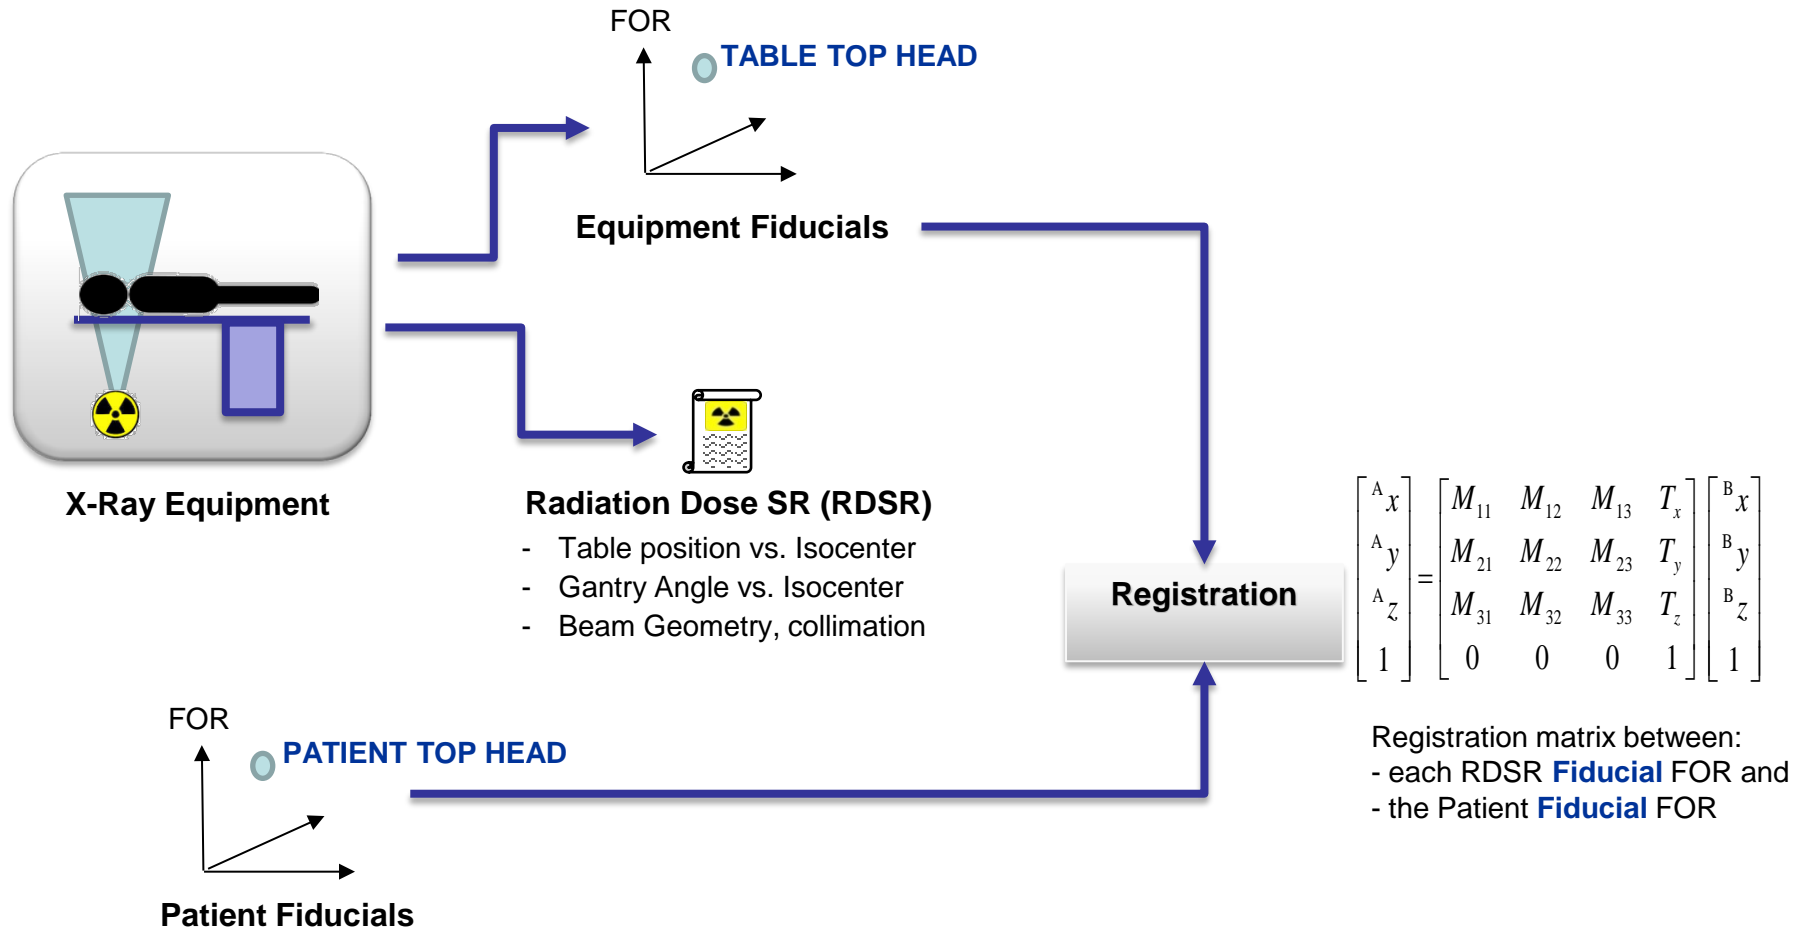 FOR
TABLE TOP HEAD
Equipment Fiducials
X-Ray Equipment
Radiation Dose SR (RDSR)
- Table position vs. Isocenter
- Gantry Angle vs. Isocenter
- Beam Geometry, collimation
Registration
ᴬx M₁₁ M₁₂ M₁₃ Tₓ ᴮx
ᴬy M₂₁ M₂₂ M₂₃ T_y ᴮy
=
ᴬz M₃₁ M₃₂ M₃₃ T_z ᴮz
1 0 0 0 1 1
Registration matrix between:
- each RDSR Fiducial FOR and
- the Patient Fiducial FOR
FOR
PATIENT TOP HEAD
Patient Fiducials